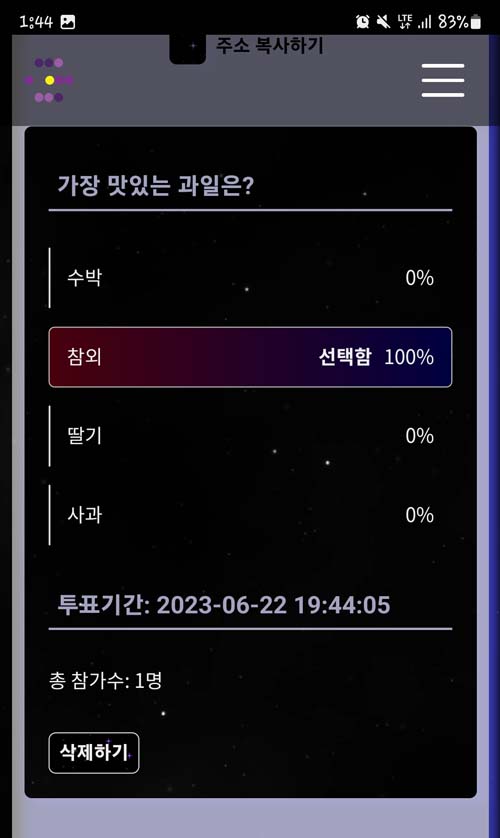 1:44 LTE 83%
주소 복사하기
가장 맛있는 과일은?
수박 0%
참외 선택함 100%
딸기 0%
사과 0%
투표기간: 2023-06-22 19:44:05
총 참가수: 1명
삭제하기